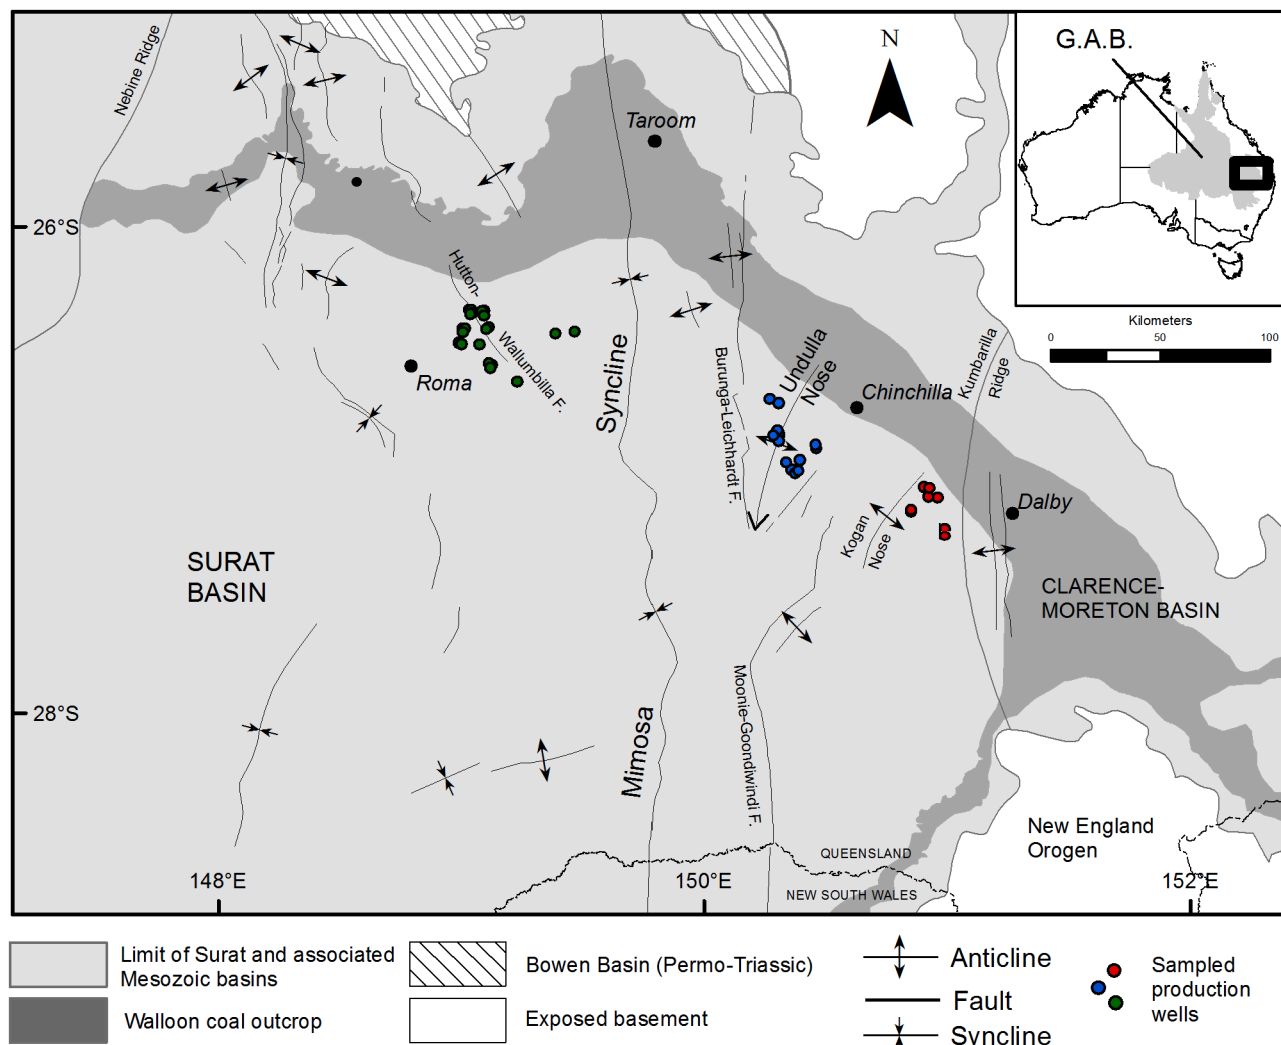 Nebine Ridge
N
G.A.B.
Taroom
26°S
Hutton-
Wallumbilla F.
Roma
Syncline
Mimosa
Burunga-Leichhardt F.
Undulla
Nose
Chinchilla
Kumbarilla
Ridge
Kilometers
0 50 100
Kogan
Nose
Dalby
SURAT
BASIN
CLARENCE-
MORETON BASIN
28°S
Moonie-Goondiwindi F.
New England
Orogen
QUEENSLAND
NEW SOUTH WALES
148°E
150°E
152°E
Limit of Surat and associated
Mesozoic basins
Walloon coal outcrop
Bowen Basin (Permo-Triassic)
Exposed basement
Anticline
Fault
Syncline
Sampled
production
wells